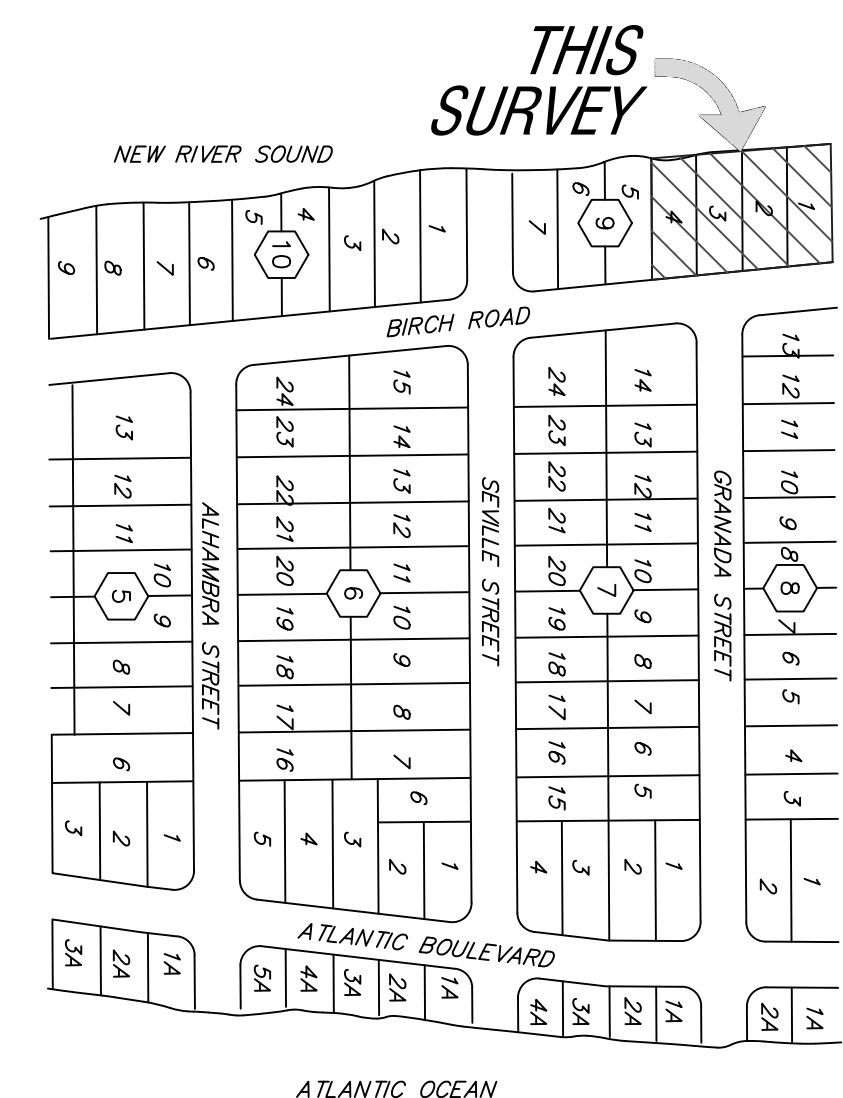 THIS
SURVEY
NEW RIVER SOUND
9 8 7 6 5 4 3 2 1
10
7 6 5 4 3 2 1
9
BIRCH ROAD
13
12
11
10
9
8
7
6
3 2 1
5
ALHAMBRA STREET
24 15
23 14
22 13
21 12
20 11
19 10
18 9
17 8
16 7
6
5 4 3 2 1
6
SEVILLE STREET
24 14
23 13
22 12
21 11
20 10
19 9
18 8
17 7
16 6
15 5
4 3 2 1
7
GRANADA STREET
13
12
11
10
9
8
7
6
5
4
3
2 1
8
ATLANTIC BOULEVARD
3A 2A 1A
5A 4A 3A 2A 1A
4A 3A 2A 1A
2A 1A
ATLANTIC OCEAN